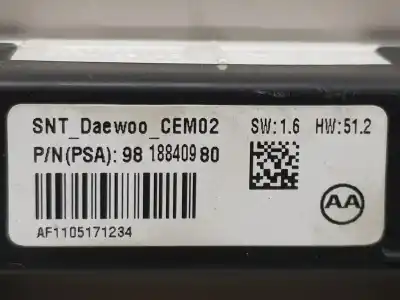 SNT_Daewoo_CEM02 SW:1.6 HW:51.2
P/N(PSA): 98 188409 80
AF1105171234
AA